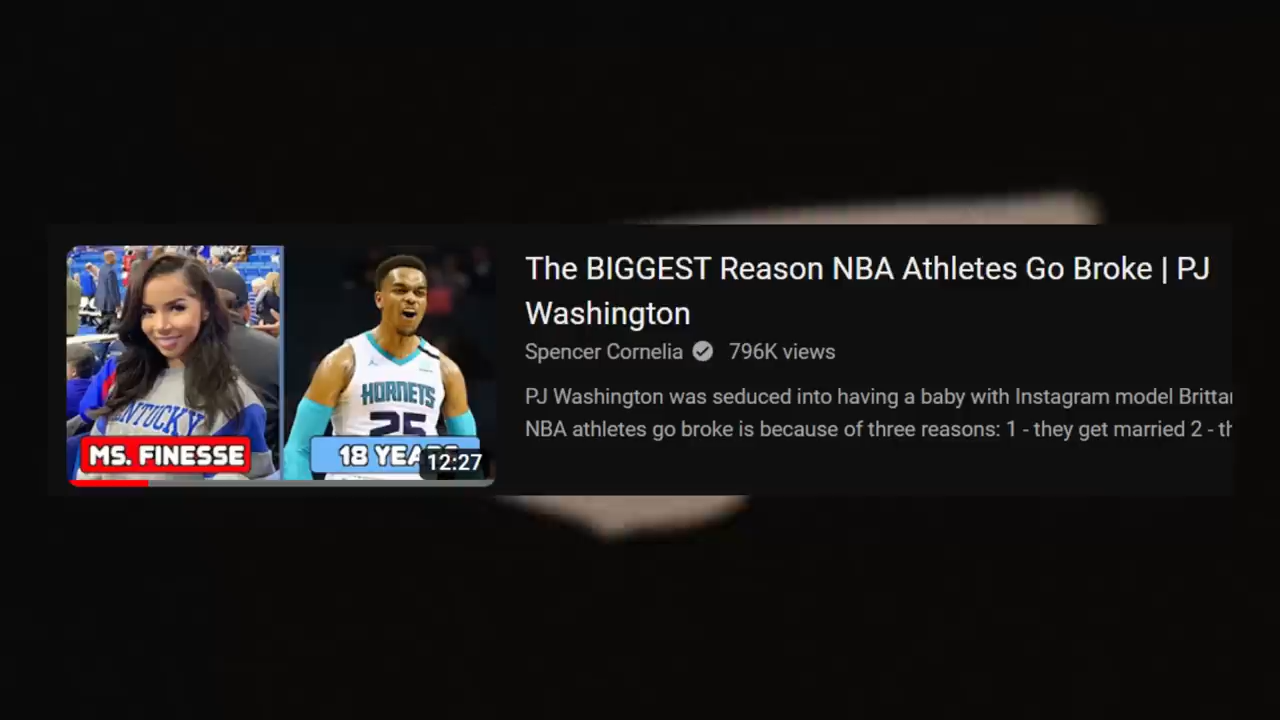 The BIGGEST Reason NBA Athletes Go Broke | PJ
Washington
Spencer Cornelia 796K views
PJ Washington was seduced into having a baby with Instagram model
NBA athletes go broke is because of three reasons: 1 - they get married 2 -
KENTUCKY
MS. FINESSE
HORNETS
25
18
12:27